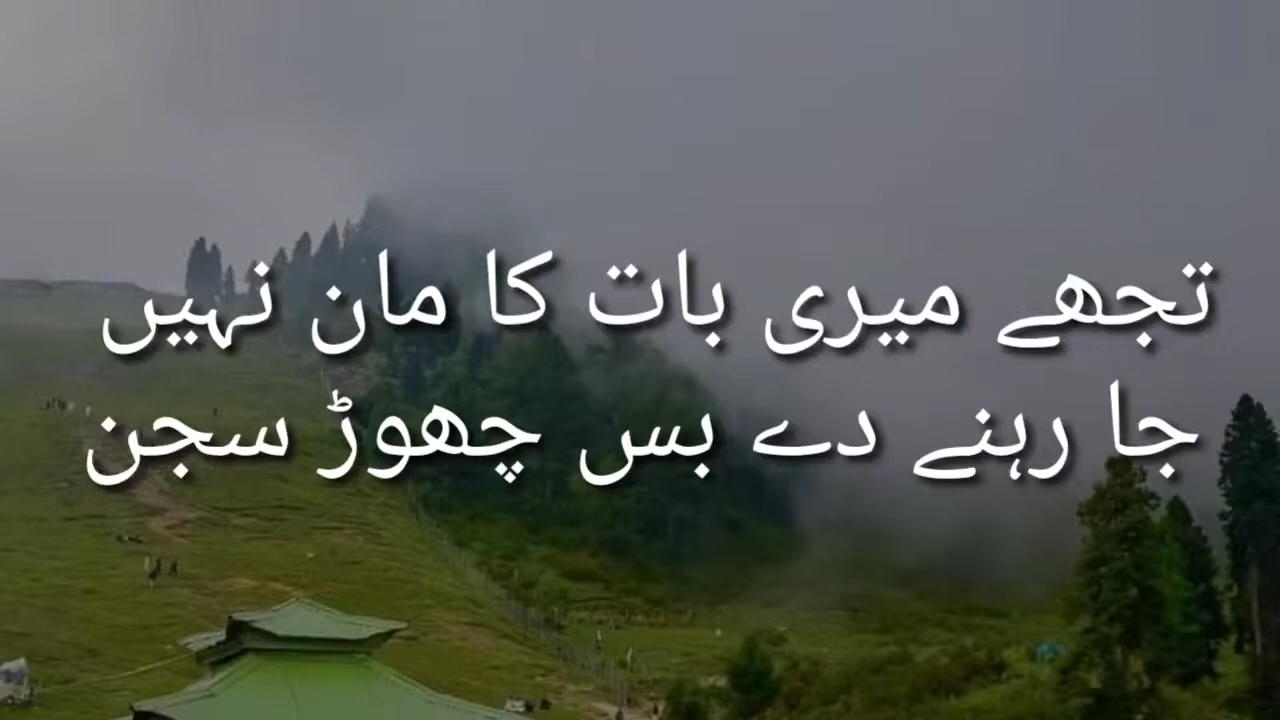 تجھے میری بات کا مان نہیں
جا رہنے دے بس چھوڑ سجن